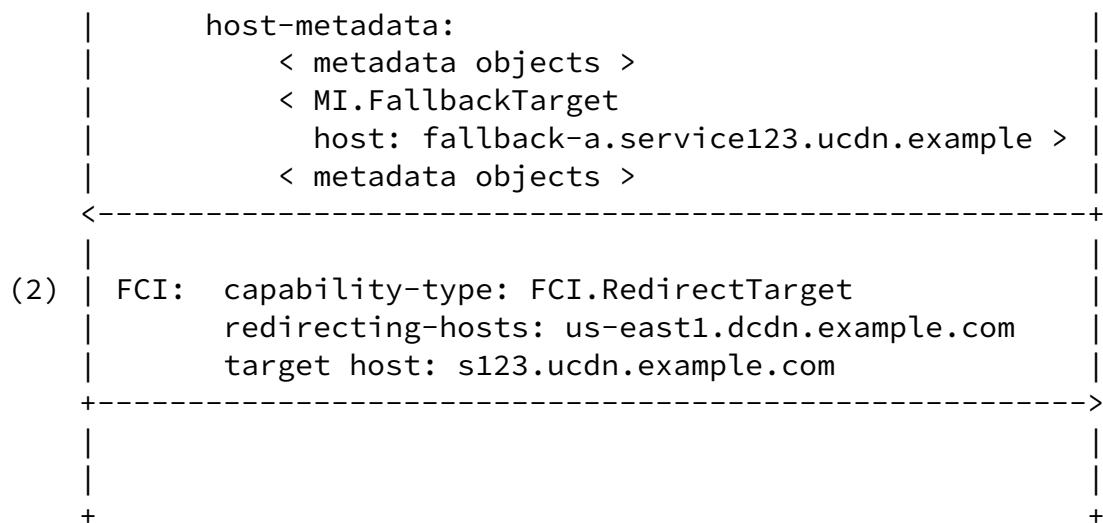 |      host-metadata:                                    |
    |          < metadata objects >                          |
    |          < MI.FallbackTarget                           |
    |            host: fallback-a.service123.ucdn.example >  |
    |          < metadata objects >                          |
    <-------------------------------------------------------+
    |                                                        |
(2) | FCI:  capability-type: FCI.RedirectTarget              |
    |       redirecting-hosts: us-east1.dcdn.example.com     |
    |       target host: s123.ucdn.example.com               |
    +------------------------------------------------------->
    |                                                        |
    |                                                        |
    +                                                        +